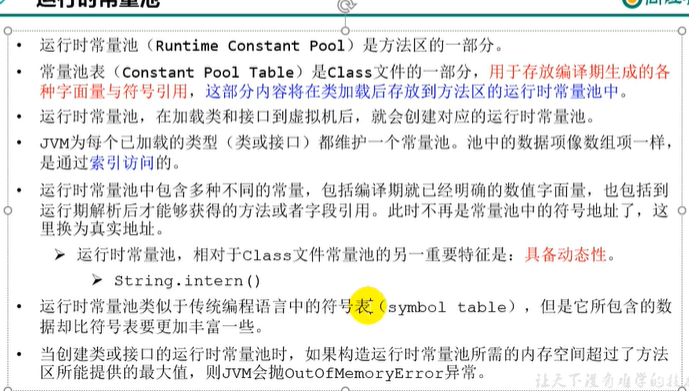 运行时常量池
• 运行时常量池（Runtime Constant Pool）是方法区的一部分。
• 常量池表（Constant Pool Table）是Class文件的一部分，用于存放编译期生成的各
种字面量与符号引用，这部分内容将在类加载后存放到方法区的运行时常量池中。
• 运行时常量池，在加载类和接口到虚拟机后，就会创建对应的运行时常量池。
• JVM为每个已加载的类型（类或接口）都维护一个常量池。池中的数据项像数组项一样，
是通过索引访问的。
• 运行时常量池中包含多种不同的常量，包括编译期就已经明确的数值字面量，也包括到
运行期解析后才能够获得的方法或者字段引用。此时不再是常量池中的符号地址了，这
里换为真实地址。
➢ 运行时常量池，相对于Class文件常量池的另一重要特征是：具备动态性。
➢ String.intern()
• 运行时常量池类似于传统编程语言中的符号表（symbol table），但是它所包含的数
据却比符号表要更加丰富一些。
• 当创建类或接口的运行时常量池时，如果构造运行时常量池所需的内存空间超过了方法
区所能提供的最大值，则JVM会抛OutOfMemoryError异常。
让天下没有难学的技